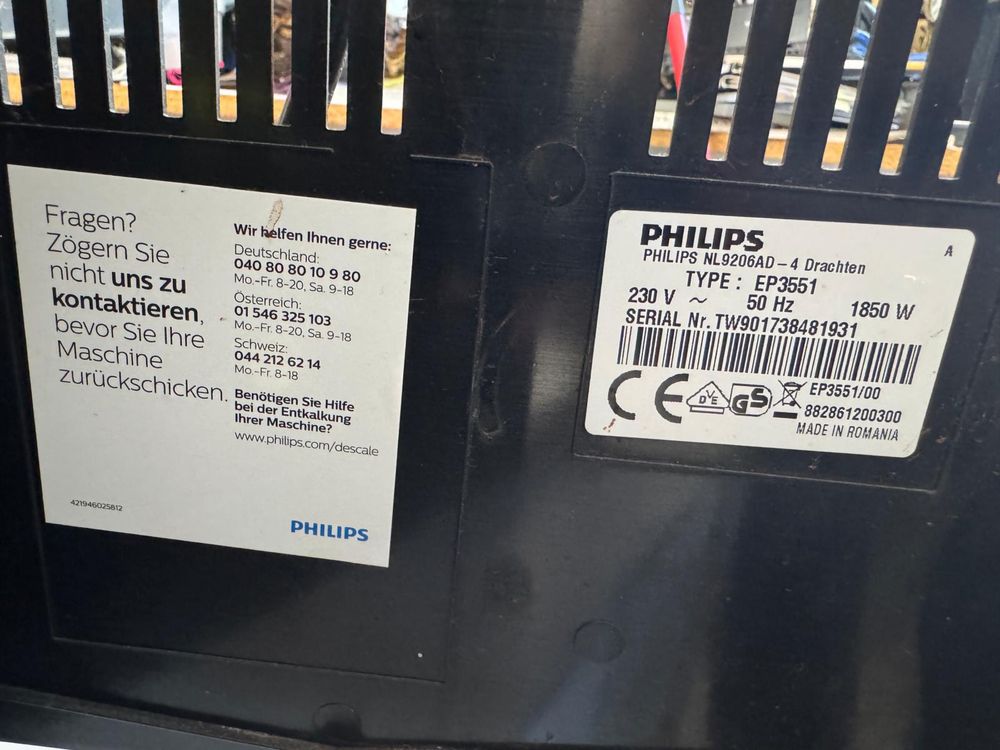 Fragen?
Zögern Sie
nicht uns zu
kontaktieren,
bevor Sie Ihre
Maschine
zurückschicken.
Wir helfen Ihnen gerne:
Deutschland:
040 80 80 10 9 80
Mo.-Fr. 8-20, Sa. 9-18
Österreich:
01 546 325 103
Mo.-Fr. 8-20, Sa. 9-18
Schweiz:
044 212 62 14
Mo.-Fr. 8-18
Benötigen Sie Hilfe
bei der Entkalkung
Ihrer Maschine?
www.philips.com/descale
421946025812
PHILIPS
PHILIPS
A
PHILIPS NL9206AD-4 Drachten
TYPE: EP3551
230 V ~ 50 Hz 1850 W
SERIAL Nr. TW901738481931
CE DVE GS EP3551/00
882861200300
MADE IN ROMANIA